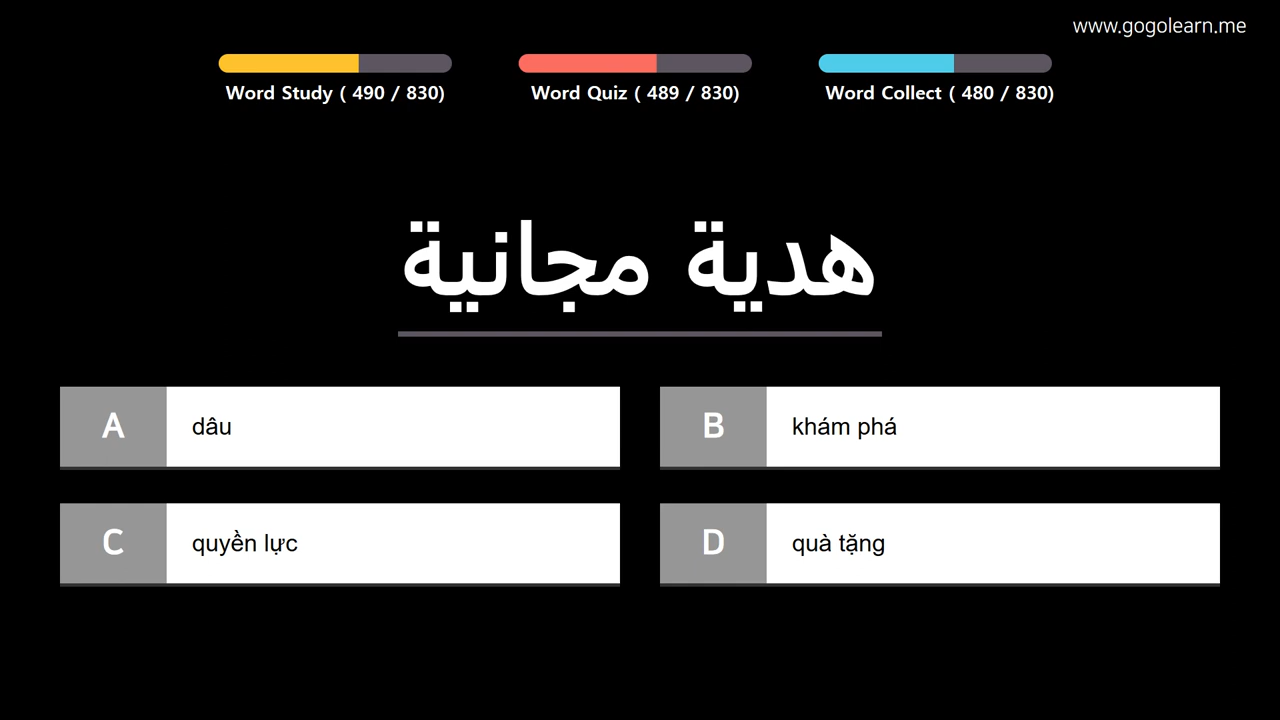 www.gogolearn.me
Word Study ( 490 / 830)
Word Quiz ( 489 / 830)
Word Collect ( 480 / 830)
هدية مجانية
A
dâu
B
khám phá
C
quyền lực
D
quà tặng